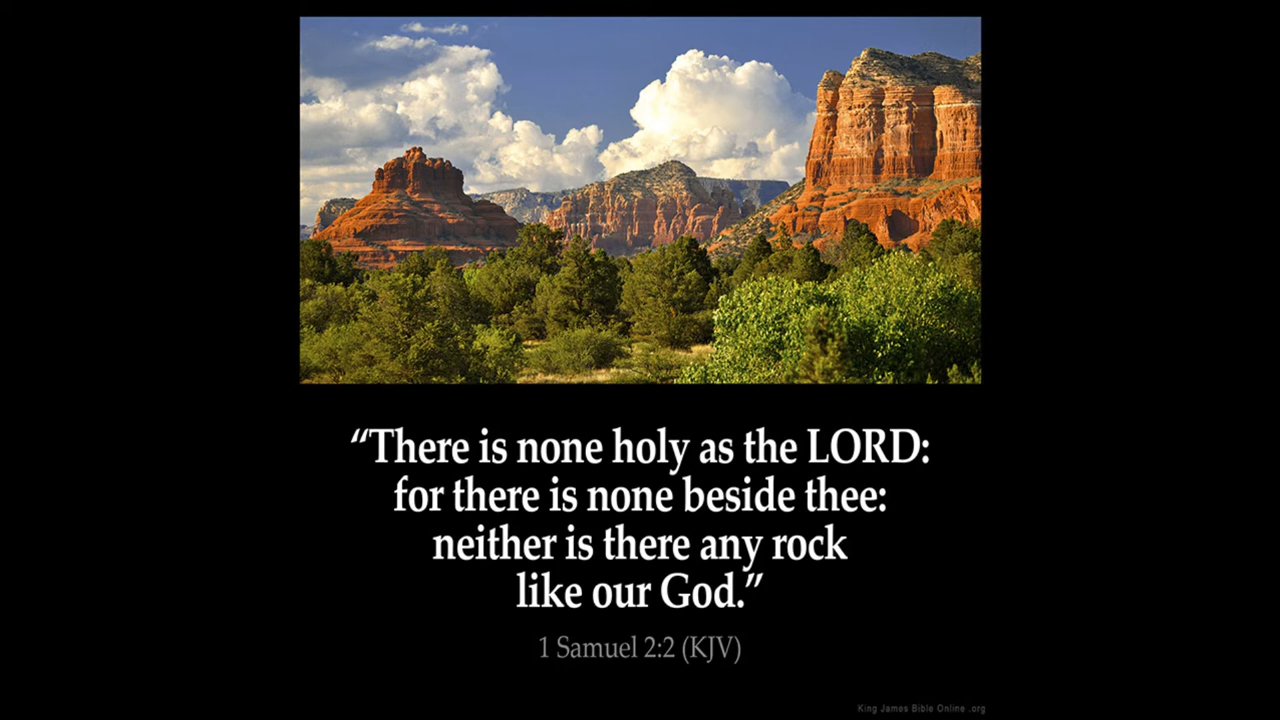 “There is none holy as the LORD:
for there is none beside thee:
neither is there any rock
like our God.”
1 Samuel 2:2 (KJV)
King James Bible Online .org